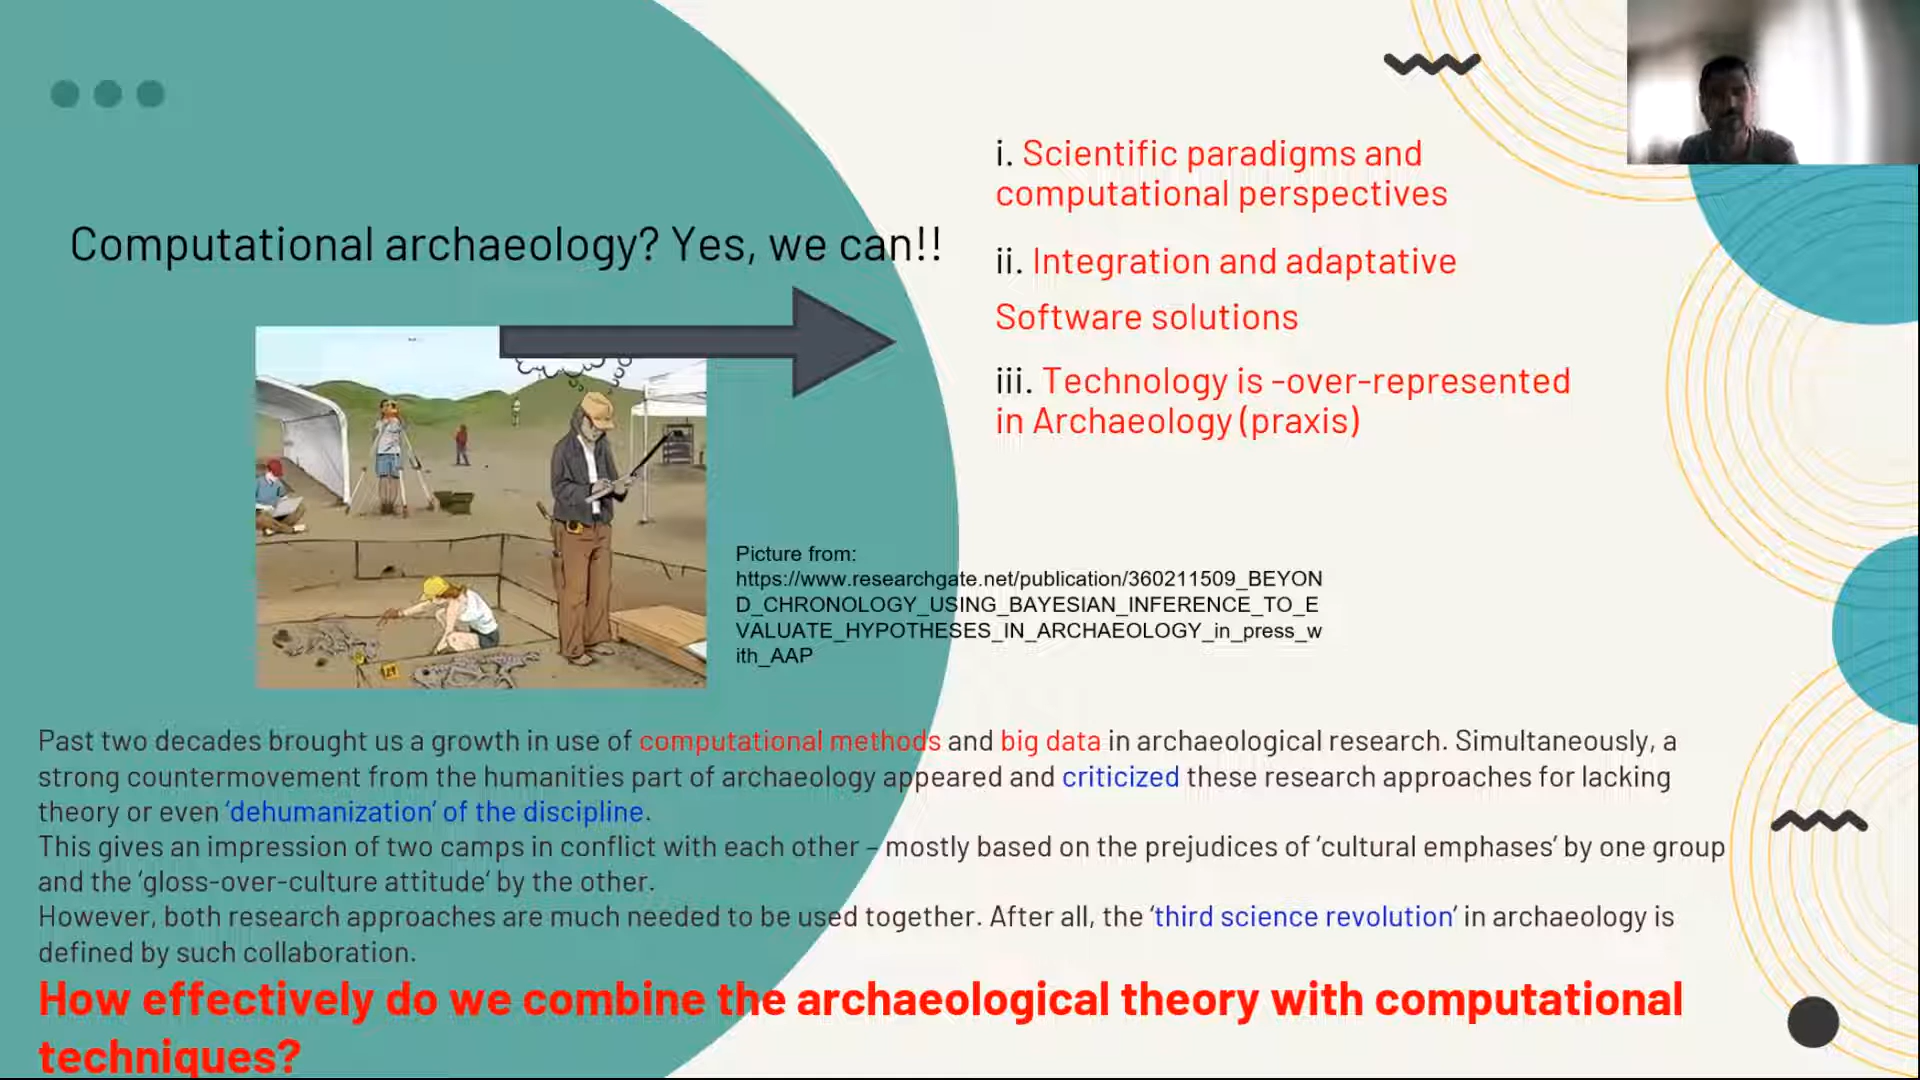 Computational archaeology? Yes, we can!!
i. Scientific paradigms and
computational perspectives
ii. Integration and adaptative
Software solutions
iii. Technology is -over-represented
in Archaeology (praxis)
Picture from:
https://www.researchgate.net/publication/360211509_BEYON
D_CHRONOLOGY_USING_BAYESIAN_INFERENCE_TO_E
VALUATE_HYPOTHESES_IN_ARCHAEOLOGY_in_press_w
ith_AAP
Past two decades brought us a growth in use of computational methods and big data in archaeological research. Simultaneously, a
strong countermovement from the humanities part of archaeology appeared and criticized these research approaches for lacking
theory or even ‘dehumanization’ of the discipline.
This gives an impression of two camps in conflict with each other – mostly based on the prejudices of ‘cultural emphases’ by one group
and the ‘gloss-over-culture attitude’ by the other.
However, both research approaches are much needed to be used together. After all, the ‘third science revolution’ in archaeology is
defined by such collaboration.
How effectively do we combine the archaeological theory with computational
techniques?